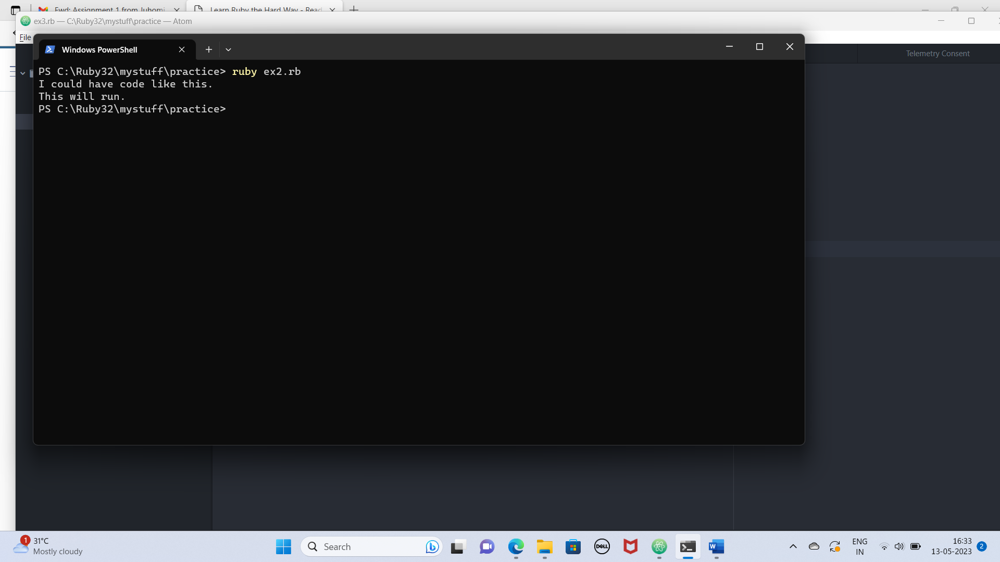 Fwd: Assignment 1 from
Learn Ruby the Hard Way - Read
ex3.rb — C:\Ruby32\mystuff\practice — Atom
File
Windows PowerShell
Telemetry Consent
PS C:\Ruby32\mystuff\practice> ruby ex2.rb
I could have code like this.
This will run.
PS C:\Ruby32\mystuff\practice>
1
31°C
Mostly cloudy
Search
DELL
W
ENG
IN
16:33
13-05-2023
2